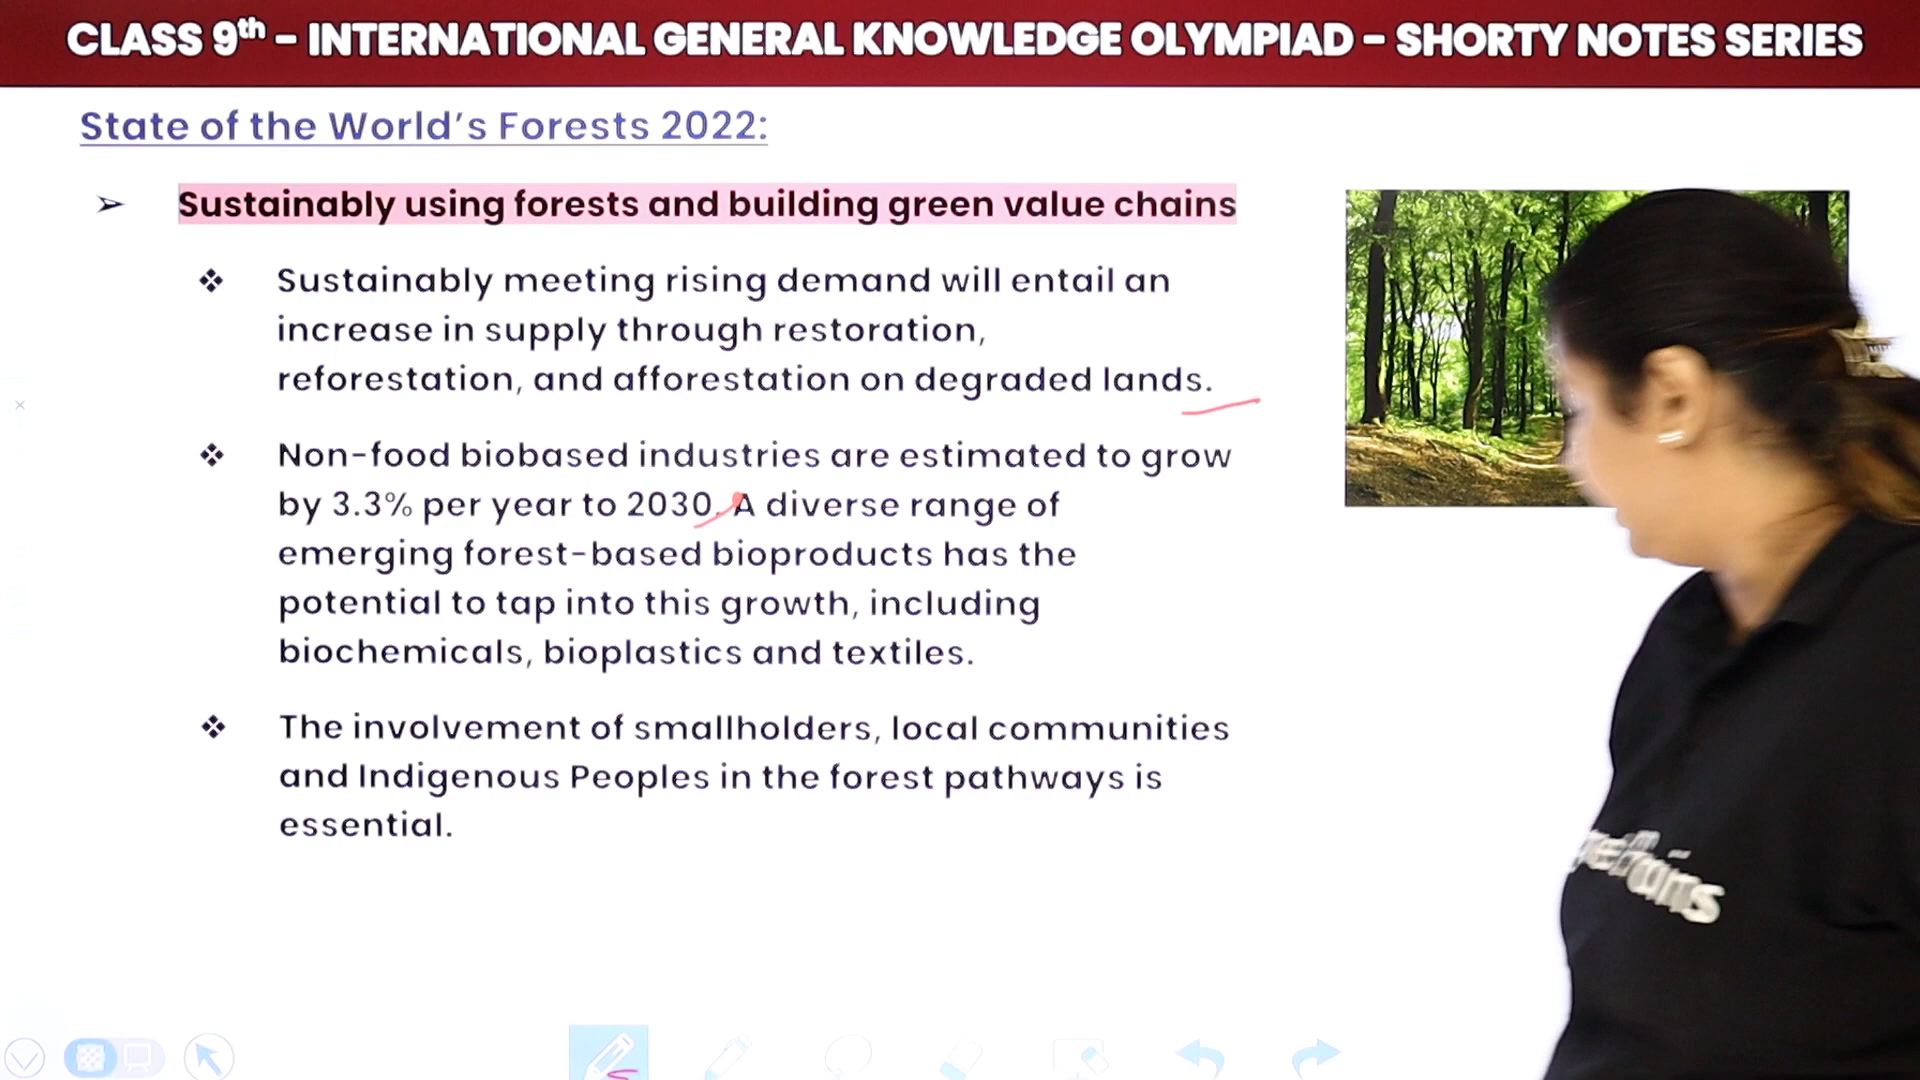 CLASS 9th - INTERNATIONAL GENERAL KNOWLEDGE OLYMPIAD - SHORTY NOTES SERIES
State of the World's Forests 2022:
➢ Sustainably using forests and building green value chains
❖ Sustainably meeting rising demand will entail an
increase in supply through restoration,
reforestation, and afforestation on degraded lands.
❖ Non-food biobased industries are estimated to grow
by 3.3% per year to 2030. A diverse range of
emerging forest-based bioproducts has the
potential to tap into this growth, including
biochemicals, bioplastics and textiles.
❖ The involvement of smallholders, local communities
and Indigenous Peoples in the forest pathways is
essential.